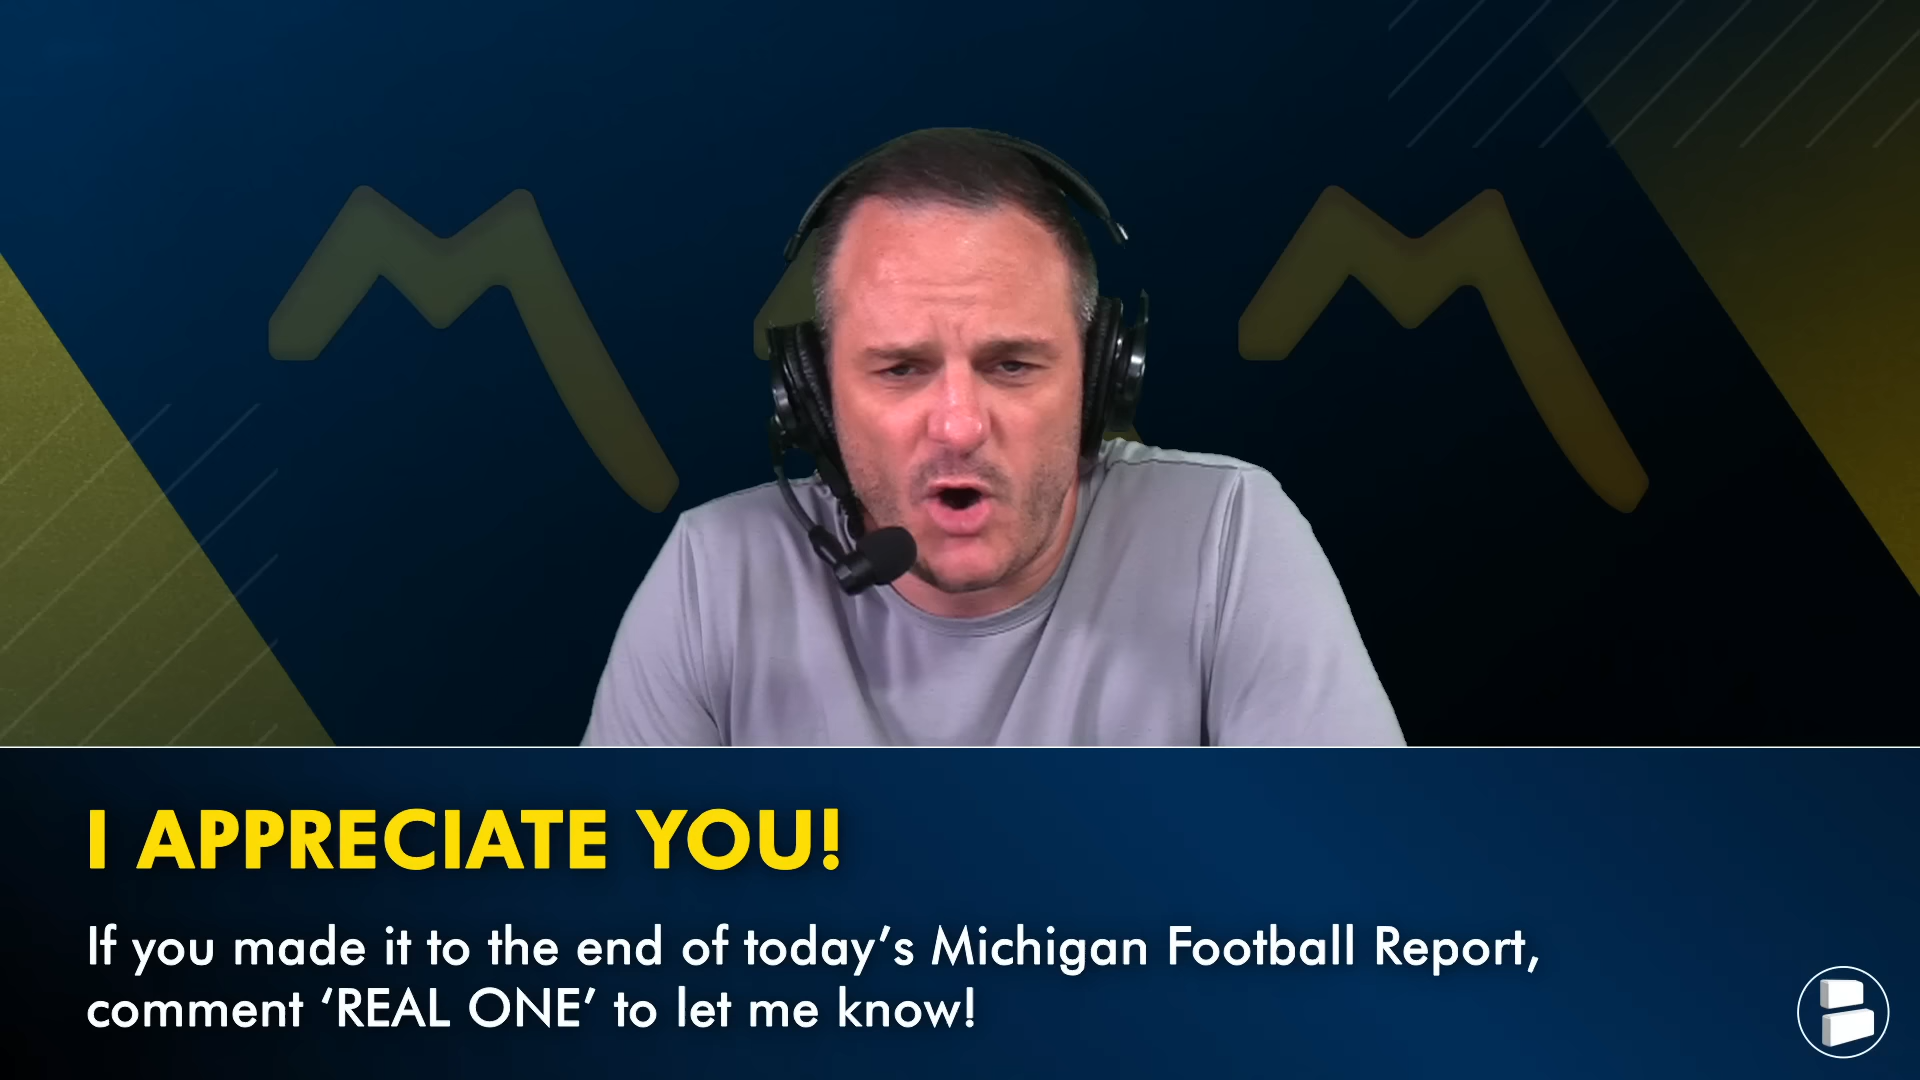 I APPRECIATE YOU!
If you made it to the end of today’s Michigan Football Report,
comment ‘REAL ONE’ to let me know!